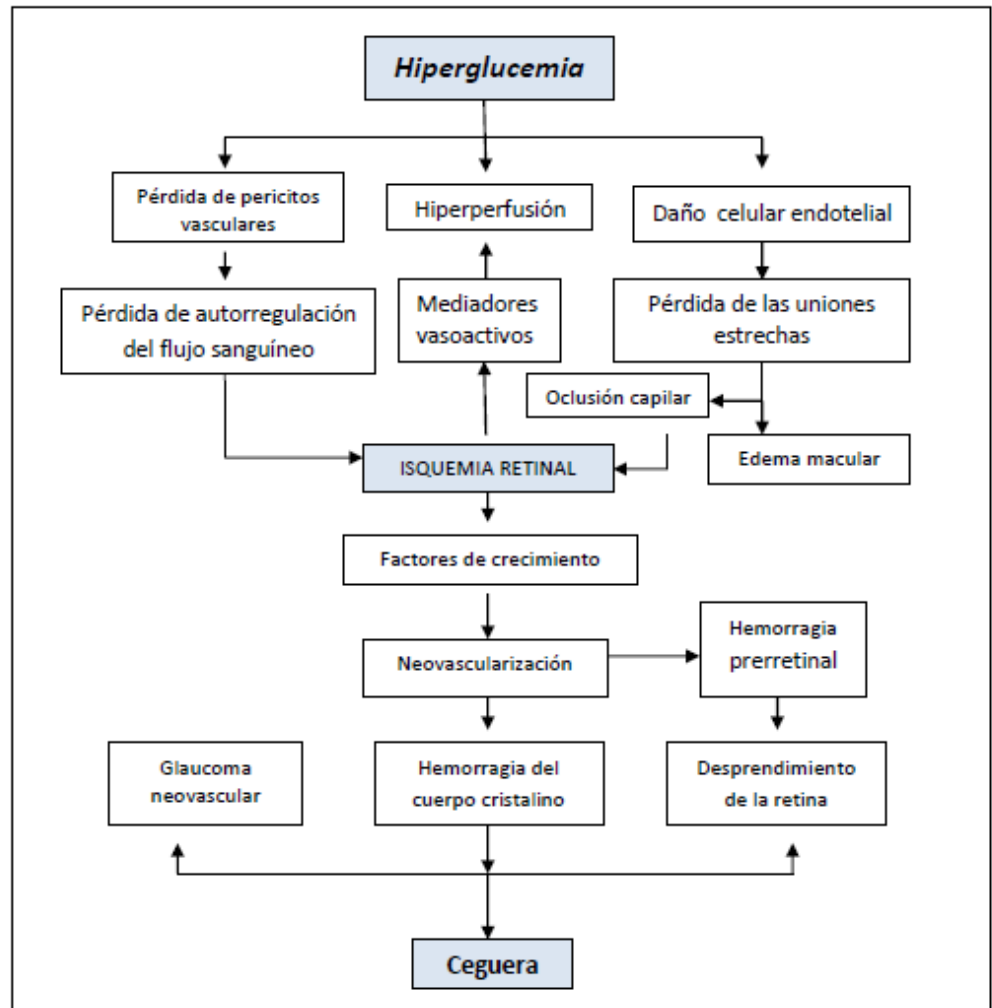 Hiperglucemia
Pérdida de pericitos
vasculares
Hiperperfusión
Daño celular endotelial
Pérdida de autorregulación
del flujo sanguíneo
Mediadores
vasoactivos
Pérdida de las uniones
estrechas
Oclusión capilar
Edema macular
ISQUEMIA RETINAL
Factores de crecimiento
Neovascularización
Hemorragia
prerretinal
Glaucoma
neovascular
Hemorragia del
cuerpo cristalino
Desprendimiento
de la retina
Ceguera